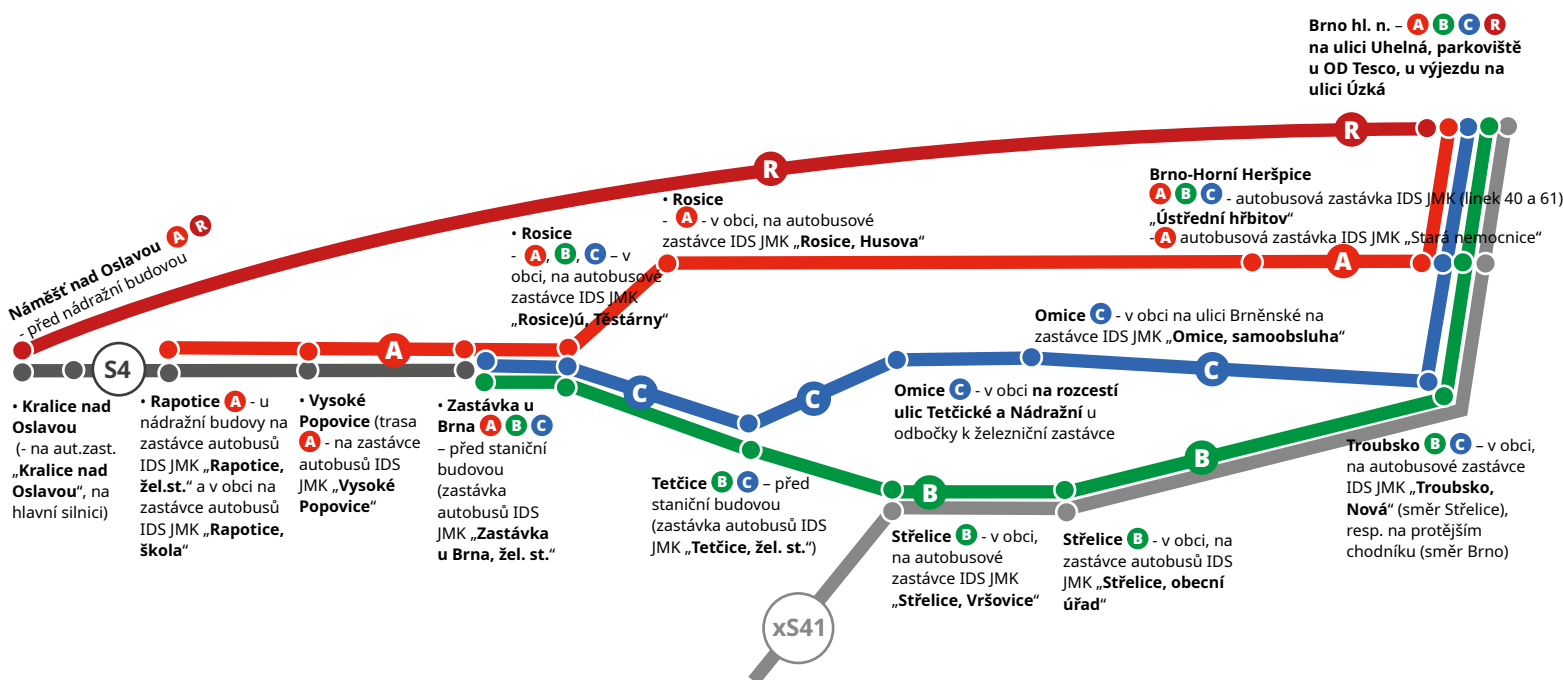 Brno hl. n. – A B C R
na ulici Uhelná, parkoviště
u OD Tesco, u výjezdu na
ulici Úzká
R
R
Brno-Horní Heršpice
A B C - autobusová zastávka IDS JMK (linek 40 a 61)
„Ústřední hřbitov“
- A autobusová zastávka IDS JMK „Stará nemocnice“
• Rosice
- A - v obci, na autobusové
zastávce IDS JMK „Rosice, Husova“
• Rosice
- A, B, C – v
obci, na autobusové
zastávce IDS JMK
„Rosice)ú, Těstárny“
Náměšť nad Oslavou A R
- před nádražní budovou
A
Omice C - v obci na ulici Brněnské na
zastávce IDS JMK „Omice, samoobsluha“
S4
A
C
C
C
Omice C - v obci na rozcestí
ulic Tetčické a Nádražní u
odbočky k železniční zastávce
• Kralice nad
Oslavou
(- na aut.zast.
„Kralice nad
Oslavou“, na
hlavní silnici)
• Rapotice A - u
nádražní budovy na
zastávce autobusů
IDS JMK „Rapotice,
žel.st.“ a v obci na
zastávce autobusů
IDS JMK „Rapotice,
škola“
• Vysoké
Popovice (trasa
A - na zastávce
autobusů IDS
JMK „Vysoké
Popovice“
• Zastávka u
Brna A B C
– před staniční
budovou
(zastávka
autobusů IDS
JMK „Zastávka
u Brna, žel. st.“
Tetčice B C – před
staniční budovou
(zastávka autobusů IDS
JMK „Tetčice, žel. st.“)
B
B
Střelice B - v obci,
na autobusové
zastávce IDS JMK
„Střelice, Vršovice“
Střelice B - v obci, na
zastávce autobusů IDS
JMK „Střelice, obecní
úřad“
Troubsko B C – v obci,
na autobusové zastávce
IDS JMK „Troubsko,
Nová“ (směr Střelice),
resp. na protějším
chodníku (směr Brno)
xS41